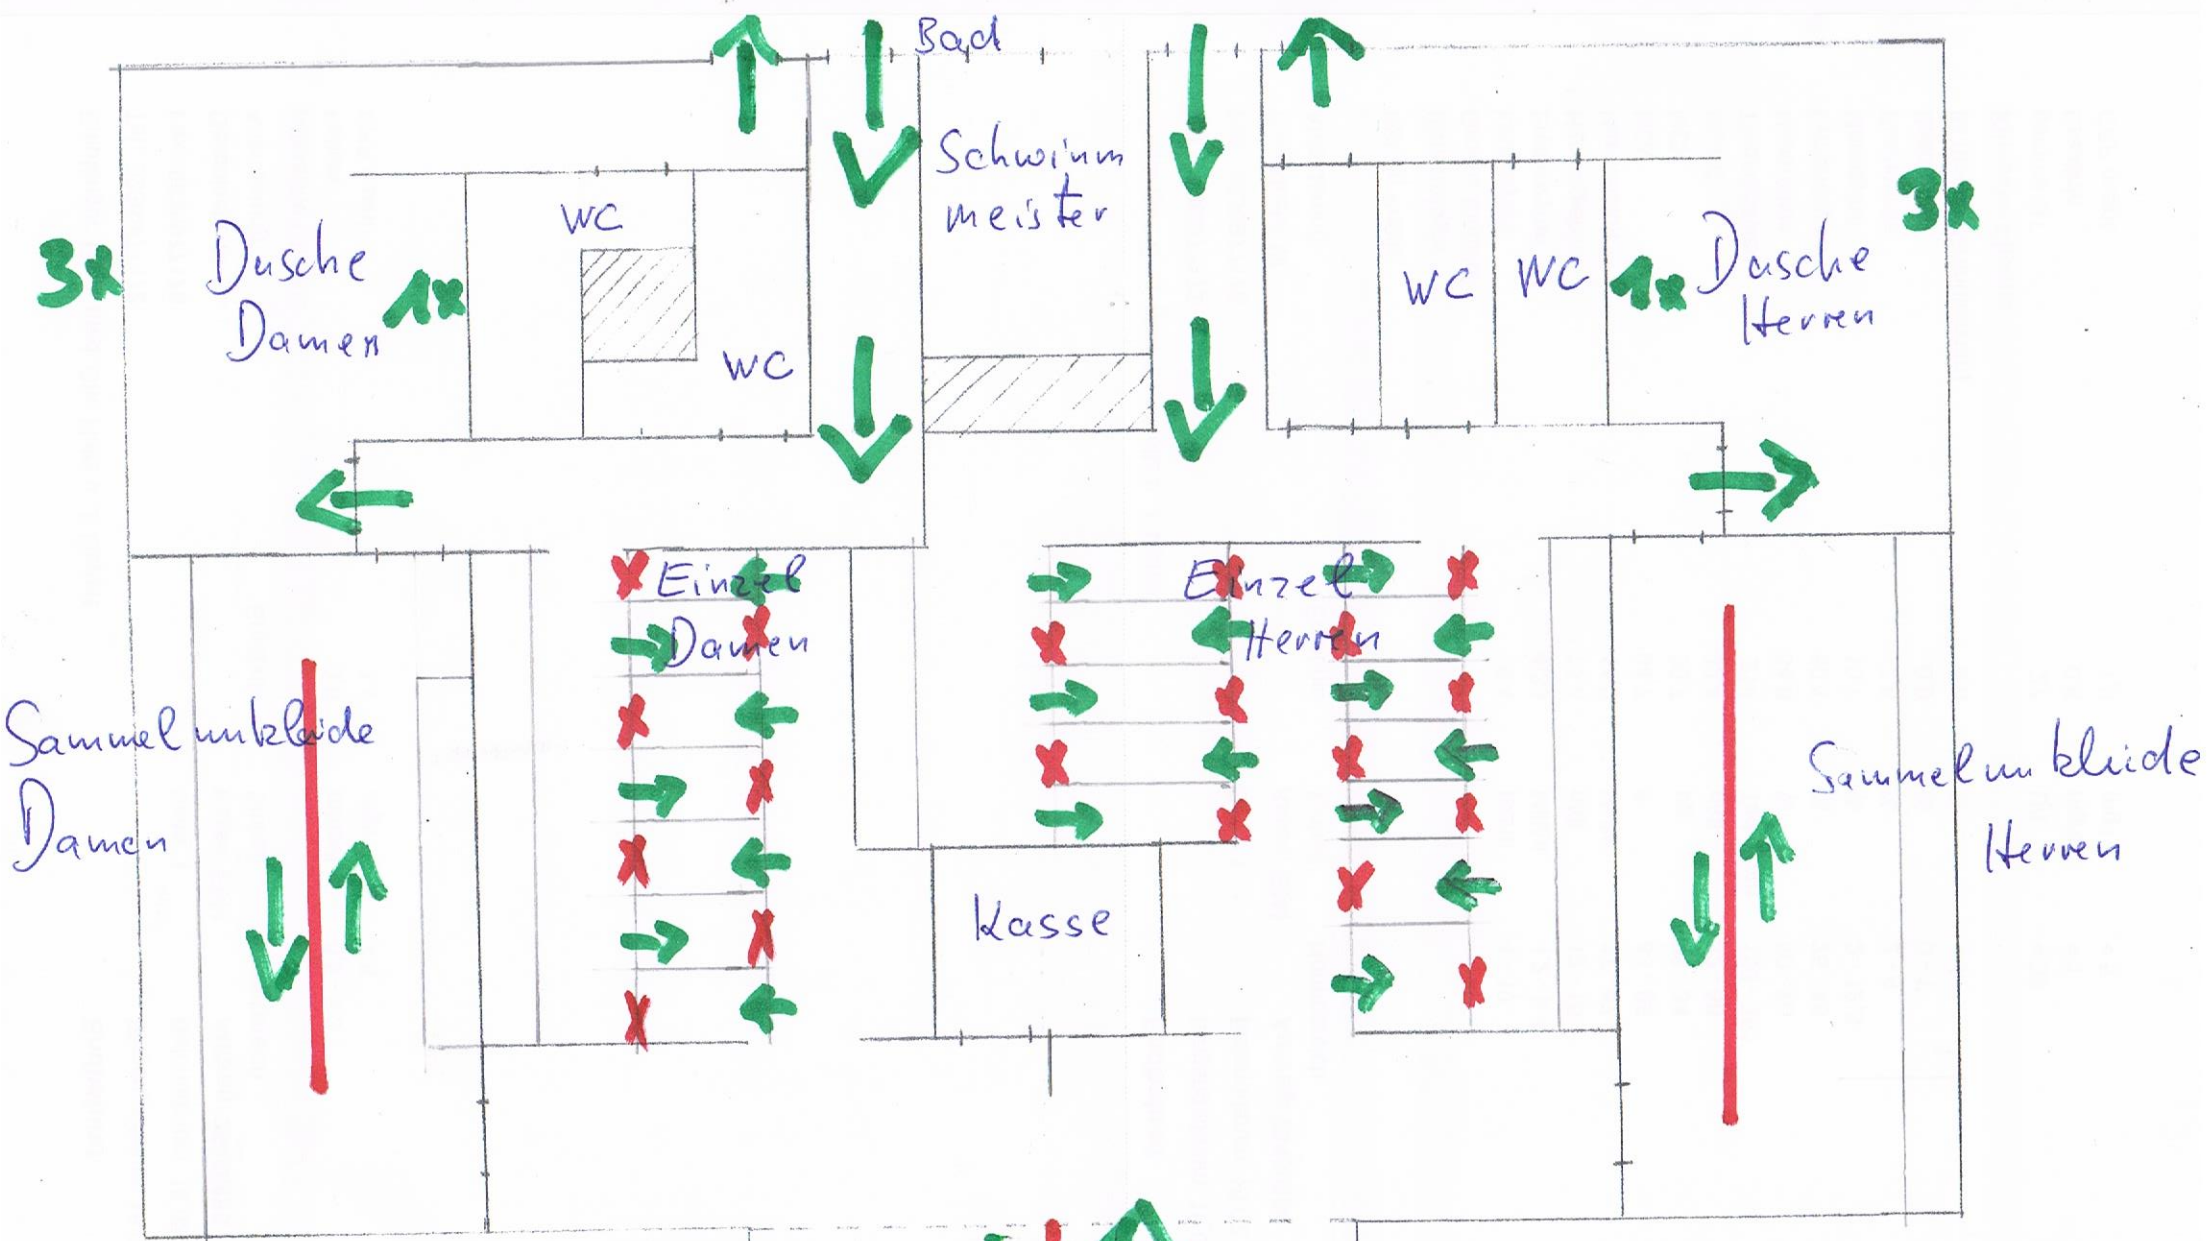 Bad
Schwimm
meister
WC
WC
WC
WC
3x
Dusche
Damen
1x
1x
Dusche
Herren
3x
Einzel
Damen
Einzel
Herren
Sammelumkleide
Damen
Sammelumkleide
Herren
Kasse